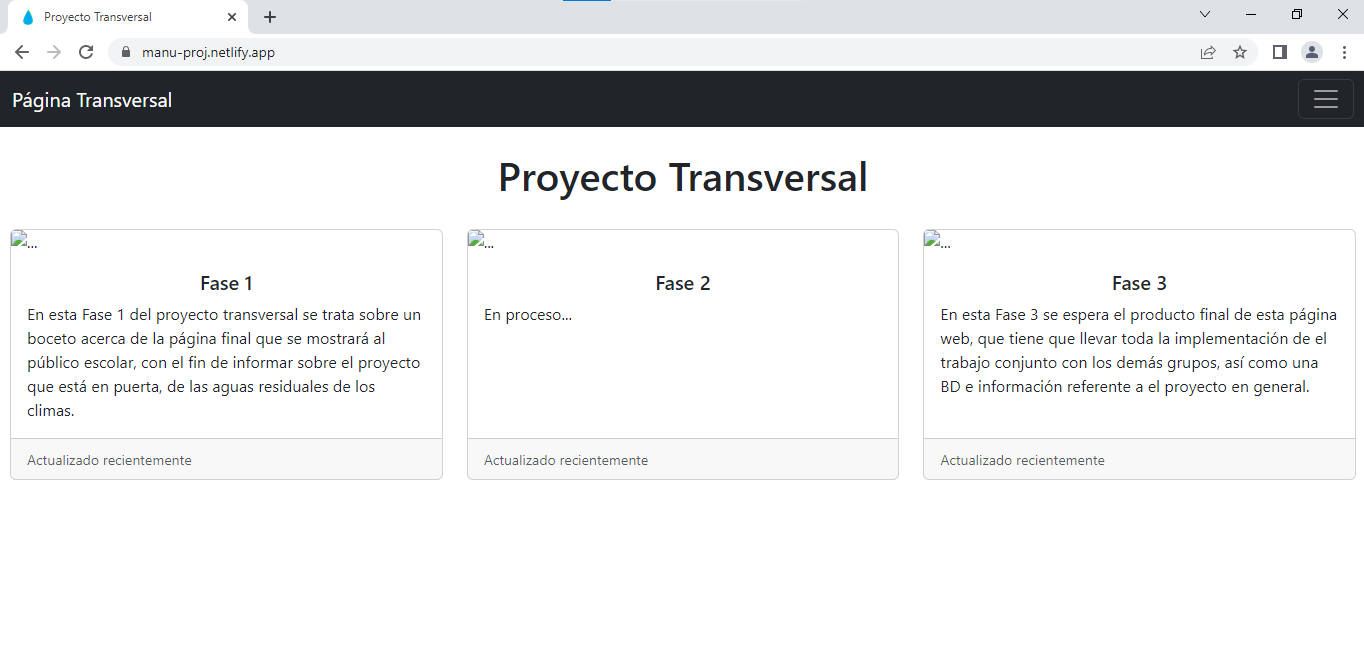 Proyecto Transversal
manu-proj.netlify.app
Página Transversal
Proyecto Transversal
...
Fase 1
En esta Fase 1 del proyecto transversal se trata sobre un
boceto acerca de la página final que se mostrará al
público escolar, con el fin de informar sobre el proyecto
que está en puerta, de las aguas residuales de los
climas.
Actualizado recientemente
...
Fase 2
En proceso...
Actualizado recientemente
...
Fase 3
En esta Fase 3 se espera el producto final de esta página
web, que tiene que llevar toda la implementación de el
trabajo conjunto con los demás grupos, así como una
BD e información referente a el proyecto en general.
Actualizado recientemente